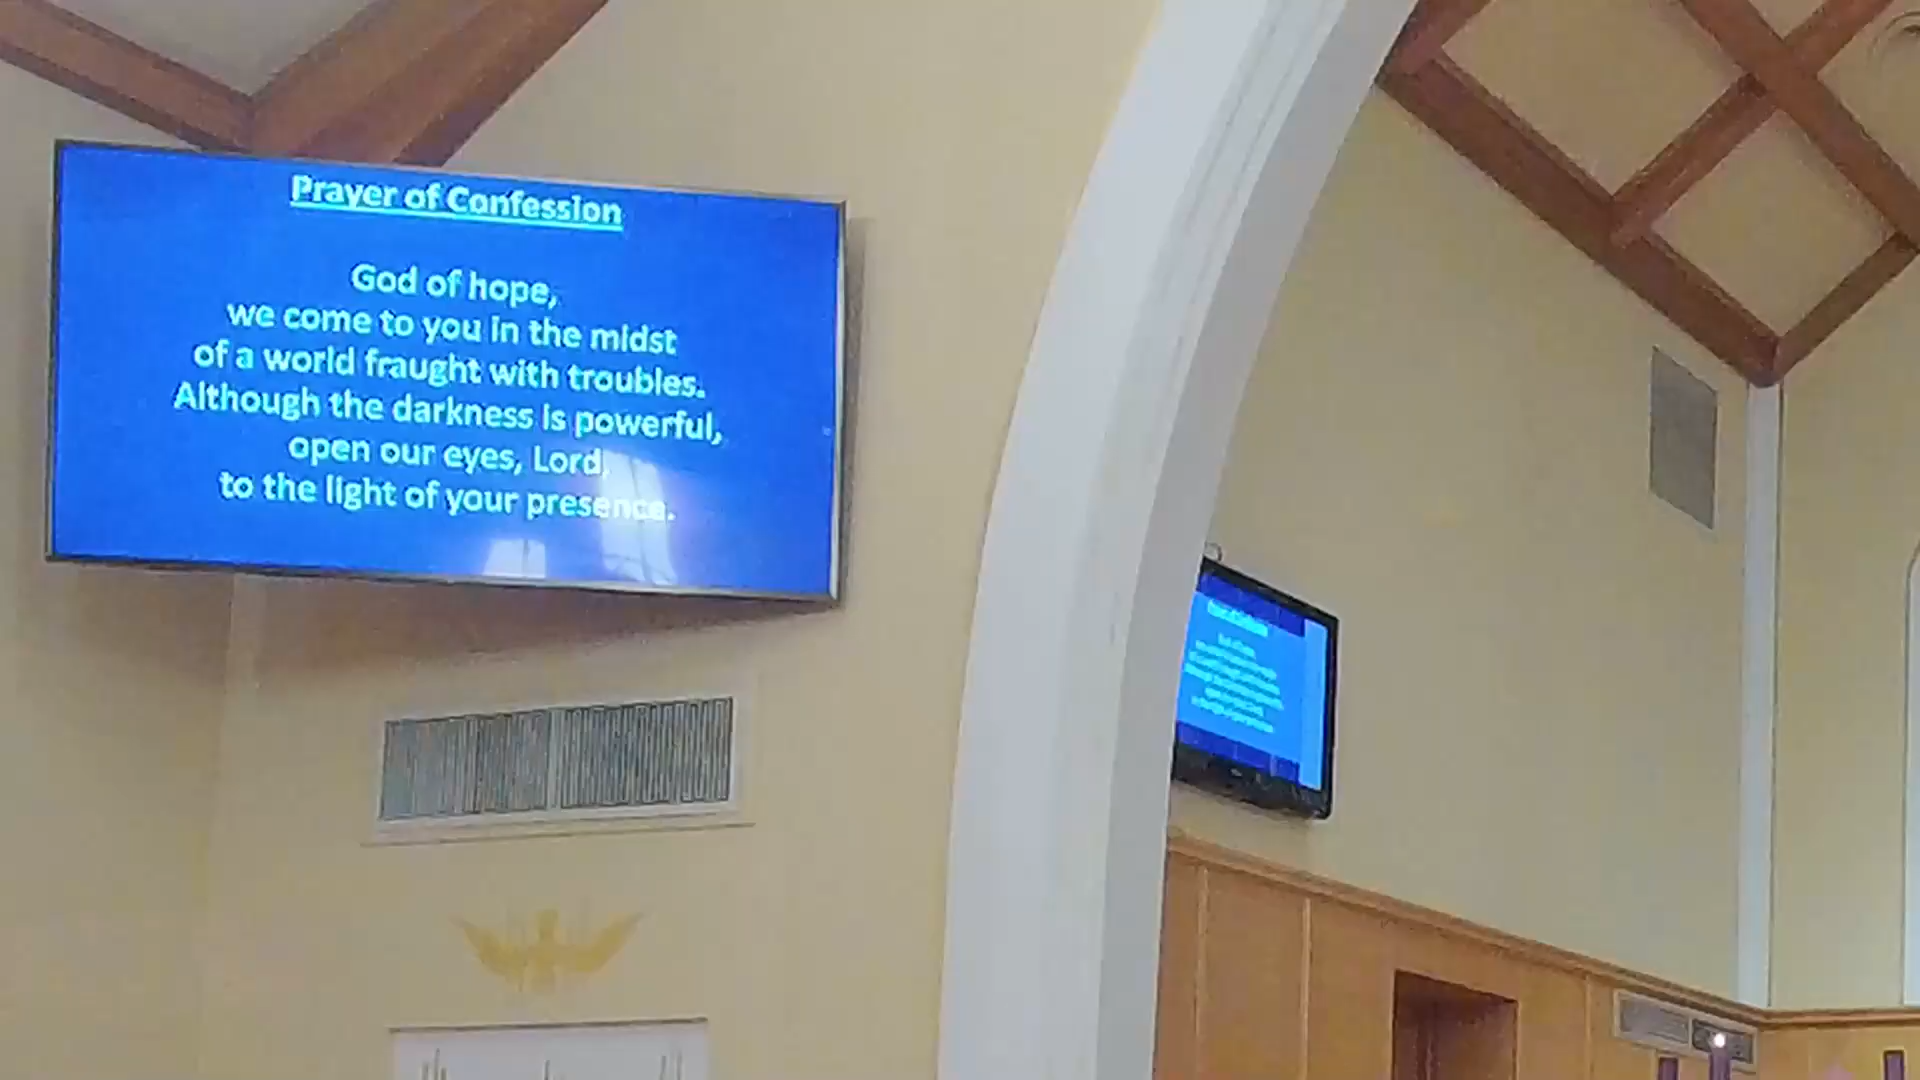 Prayer of Confession
God of hope,
we come to you in the midst
of a world fraught with troubles.
Although the darkness is powerful,
open our eyes, Lord,
to the light of your presence.